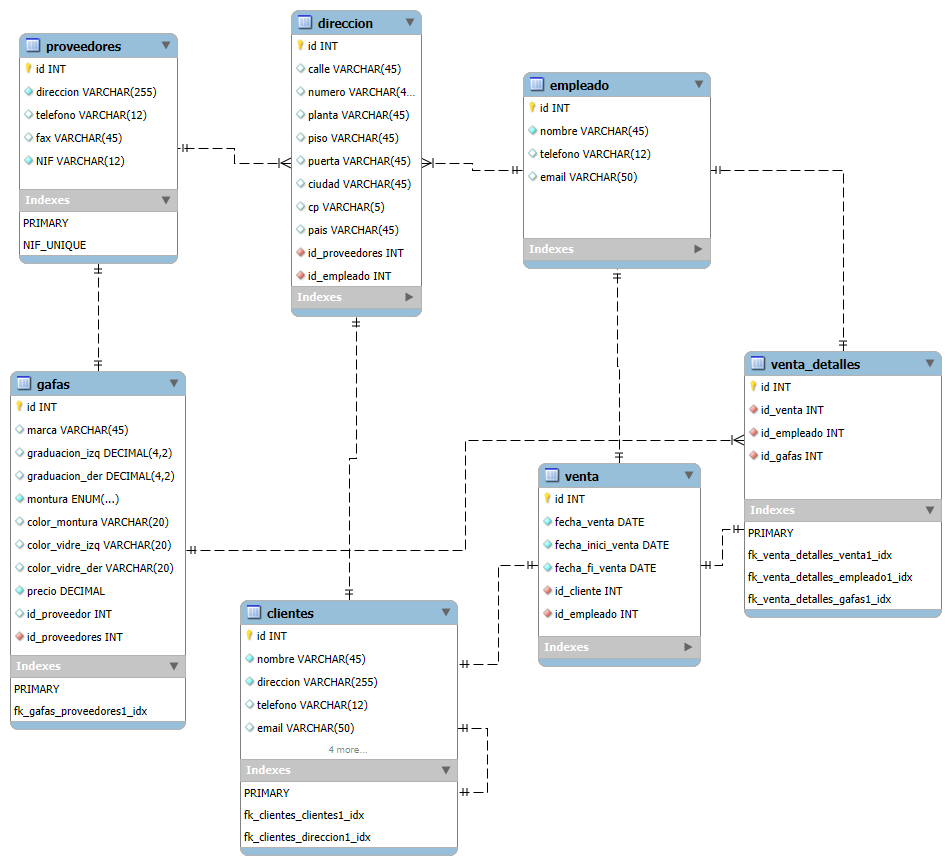 proveedores
id INT
direccion VARCHAR(255)
telefono VARCHAR(12)
fax VARCHAR(45)
NIF VARCHAR(12)
Indexes
PRIMARY
NIF_UNIQUE
direccion
id INT
calle VARCHAR(45)
numero VARCHAR(4...
planta VARCHAR(45)
piso VARCHAR(45)
puerta VARCHAR(45)
ciudad VARCHAR(45)
cp VARCHAR(5)
pais VARCHAR(45)
id_proveedores INT
id_empleado INT
Indexes
empleado
id INT
nombre VARCHAR(45)
telefono VARCHAR(12)
email VARCHAR(50)
Indexes
gafas
id INT
marca VARCHAR(45)
graduacion_izq DECIMAL(4,2)
graduacion_der DECIMAL(4,2)
montura ENUM(...)
color_montura VARCHAR(20)
color_vidre_izq VARCHAR(20)
color_vidre_der VARCHAR(20)
precio DECIMAL
id_proveedor INT
id_proveedores INT
Indexes
PRIMARY
fk_gafas_proveedores1_idx
clientes
id INT
nombre VARCHAR(45)
direccion VARCHAR(255)
telefono VARCHAR(12)
email VARCHAR(50)
4 more...
Indexes
PRIMARY
fk_clientes_clientes1_idx
fk_clientes_direccion1_idx
venta
id INT
fecha_venta DATE
fecha_inici_venta DATE
fecha_fi_venta DATE
id_cliente INT
id_empleado INT
Indexes
venta_detalles
id INT
id_venta INT
id_empleado INT
id_gafas INT
Indexes
PRIMARY
fk_venta_detalles_venta1_idx
fk_venta_detalles_empleado1_idx
fk_venta_detalles_gafas1_idx